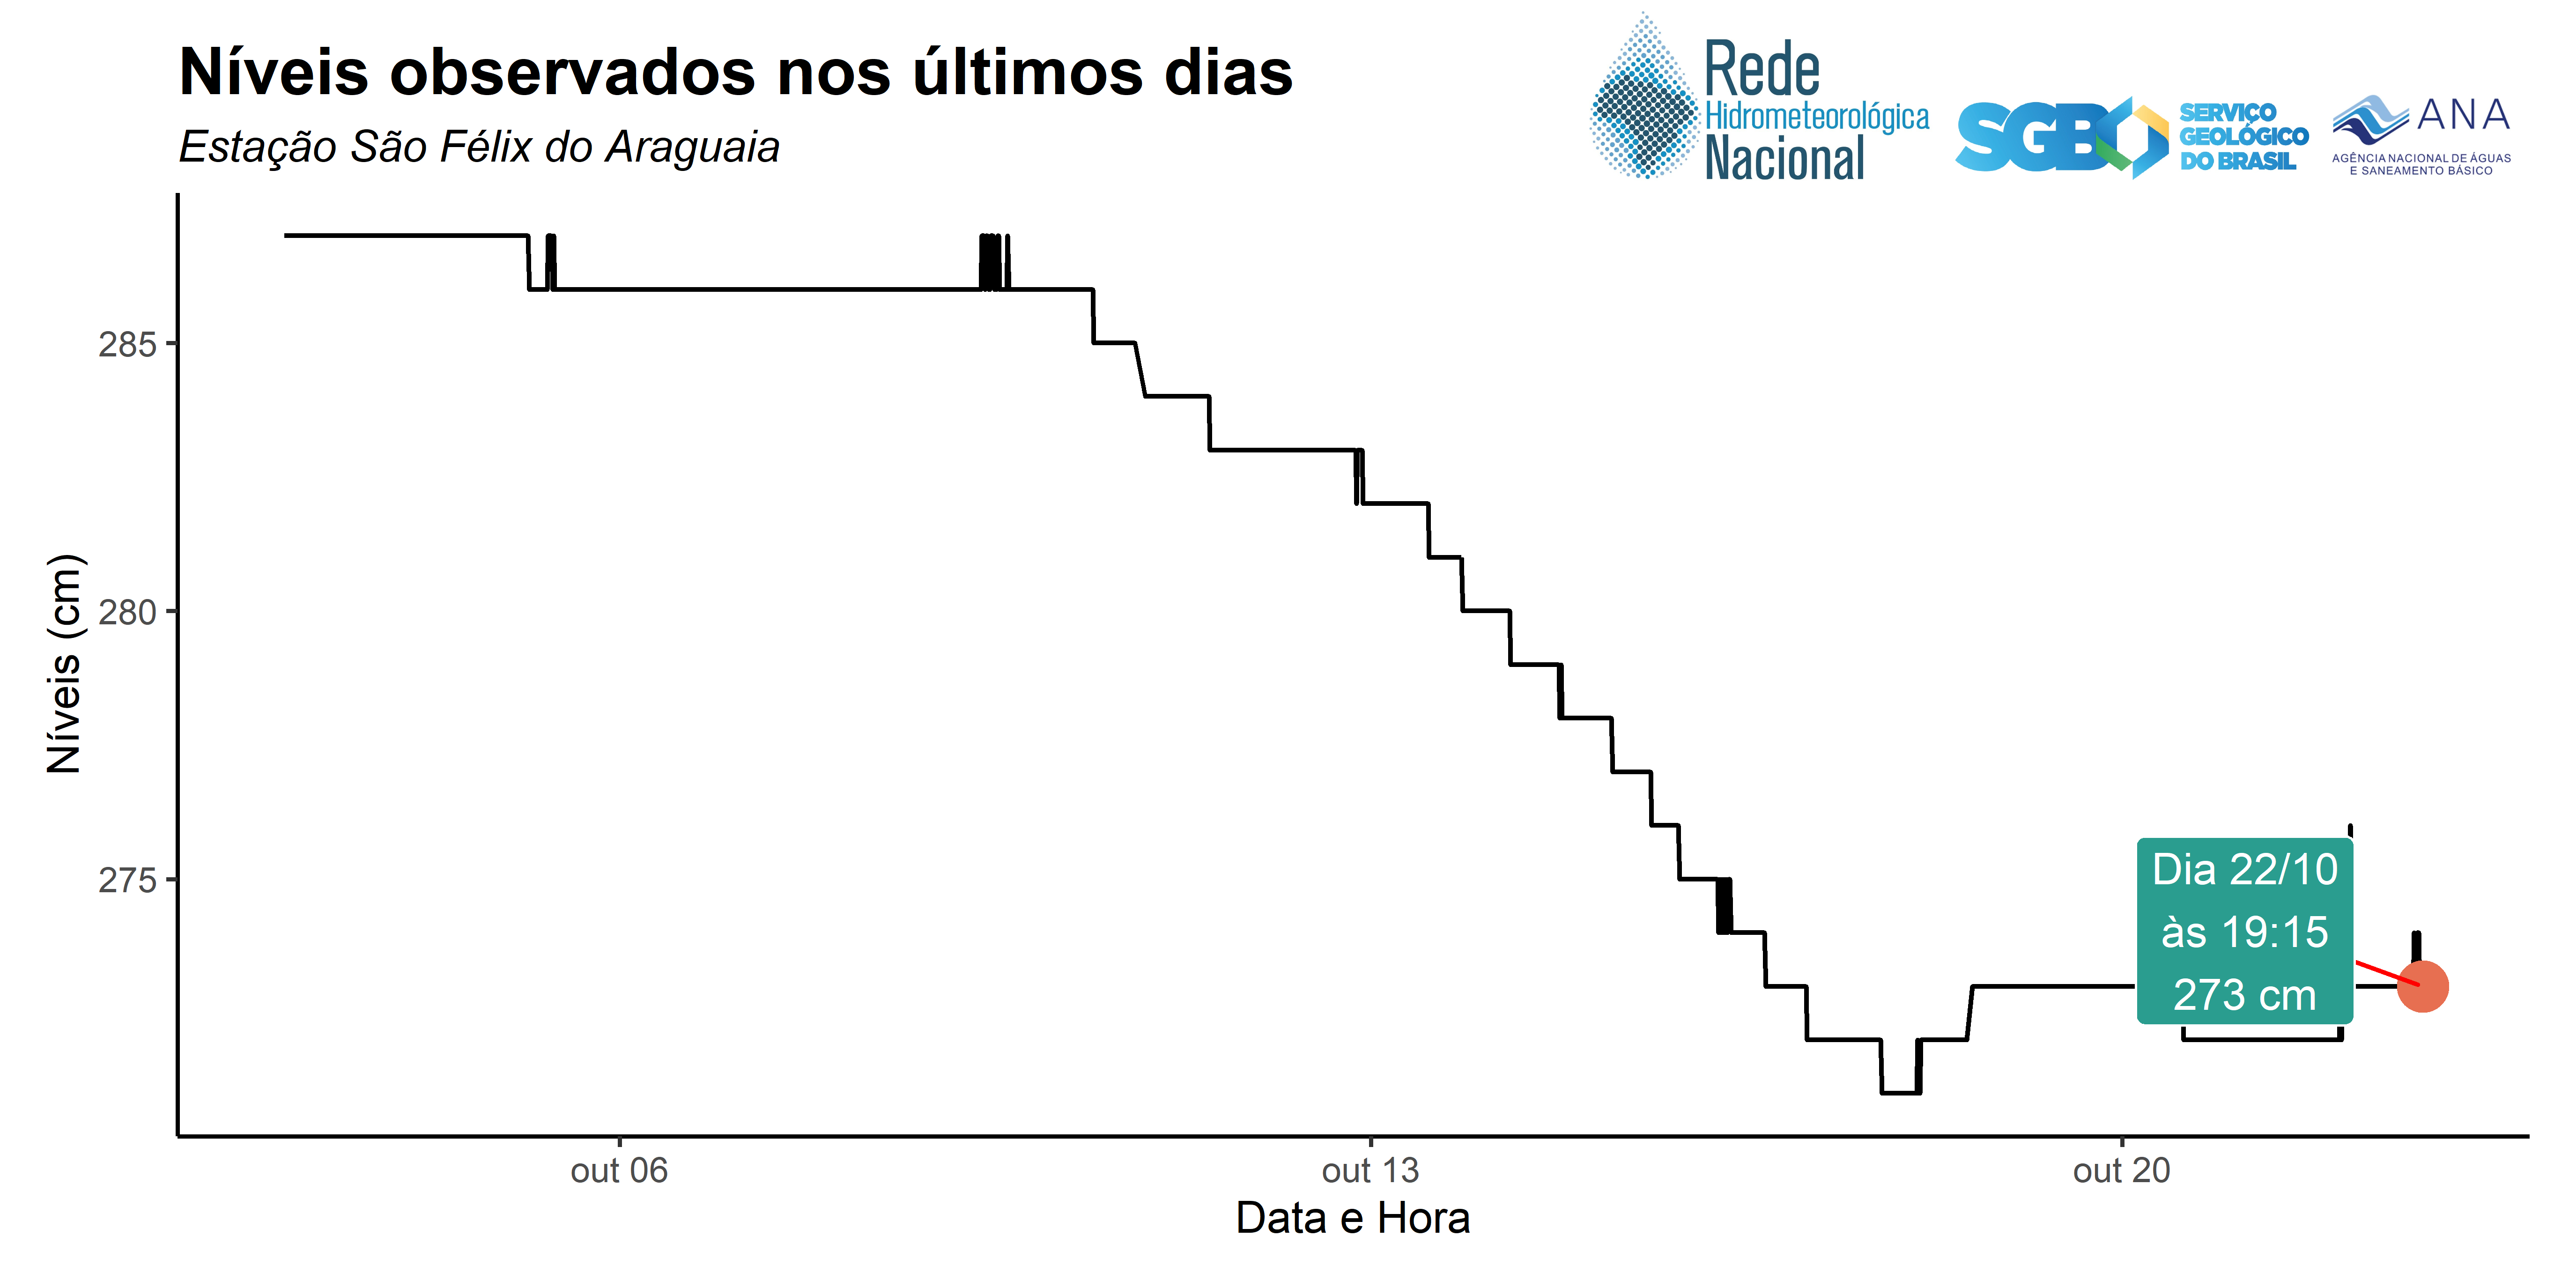 Níveis observados nos últimos dias
Estação São Félix do Araguaia
Rede
Hidrometeorológica
Nacional
SGB
SERVIÇO
GEOLÓGICO
DO BRASIL
ANA
AGÊNCIA NACIONAL DE ÁGUAS
E SANEAMENTO BÁSICO
Níveis (cm)
285
280
275
Dia 22/10
às 19:15
273 cm
out 06
out 13
out 20
Data e Hora